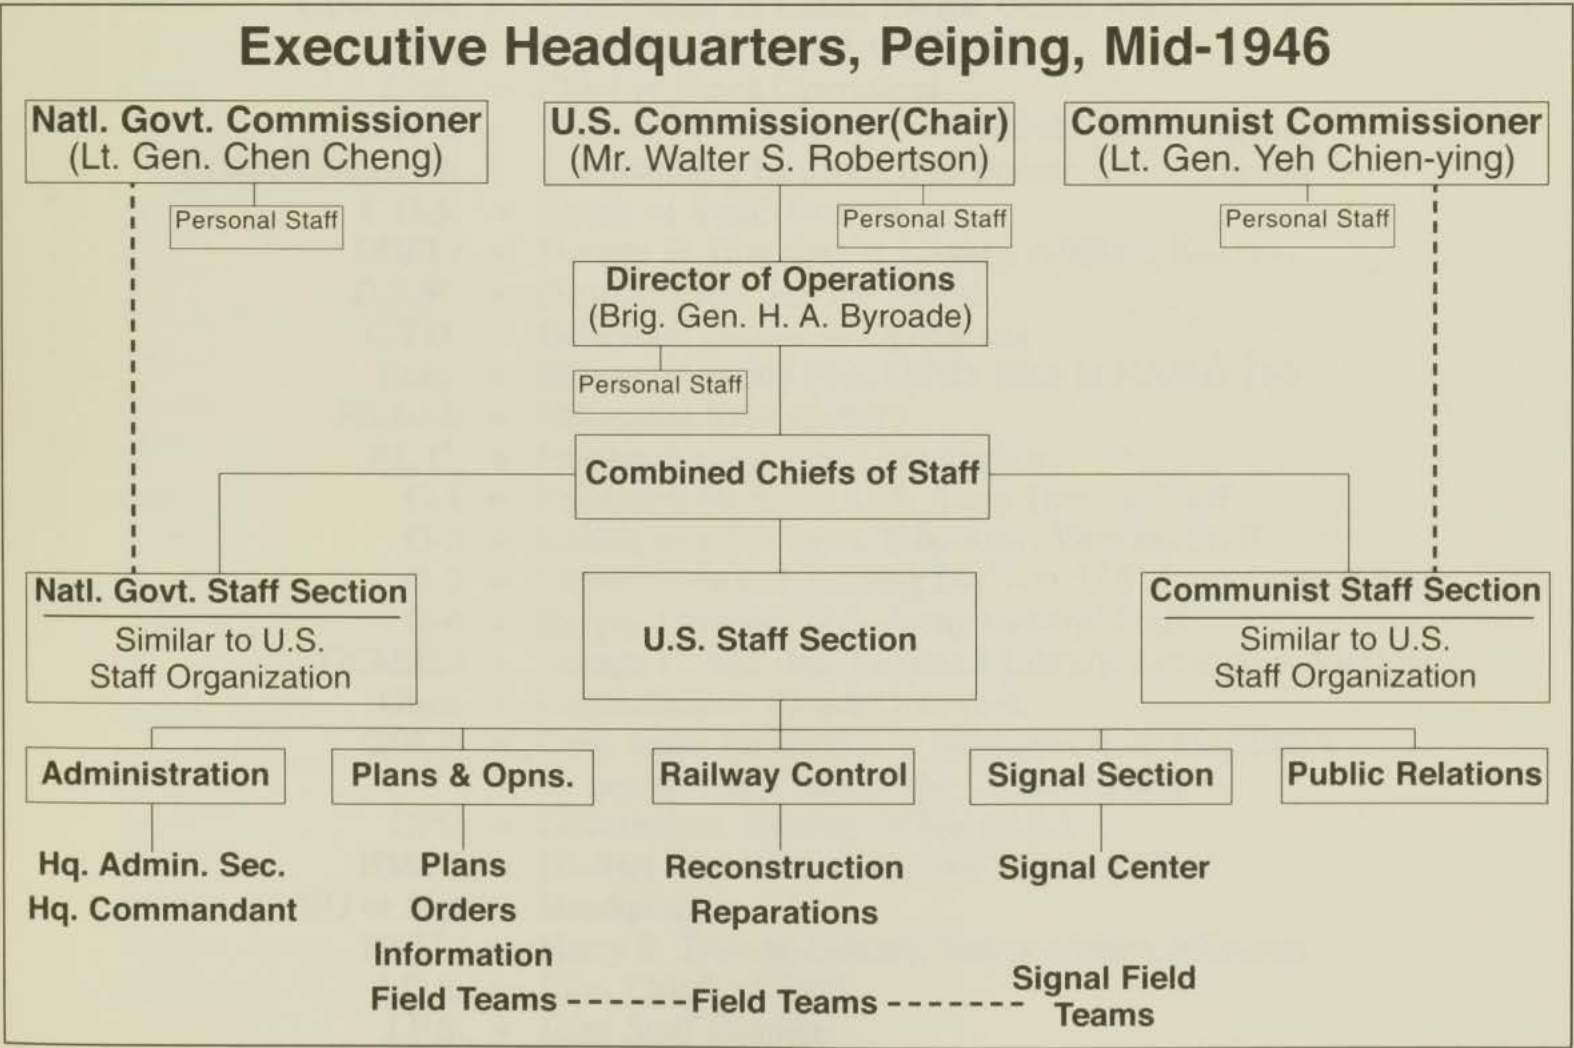 Executive Headquarters, Peiping, Mid-1946
Natl. Govt. Commissioner
(Lt. Gen. Chen Cheng)
U.S. Commissioner(Chair)
(Mr. Walter S. Robertson)
Communist Commissioner
(Lt. Gen. Yeh Chien-ying)
Personal Staff
Personal Staff
Personal Staff
Director of Operations
(Brig. Gen. H. A. Byroade)
Personal Staff
Combined Chiefs of Staff
Natl. Govt. Staff Section
Similar to U.S.
Staff Organization
U.S. Staff Section
Communist Staff Section
Similar to U.S.
Staff Organization
Administration
Plans & Opns.
Railway Control
Signal Section
Public Relations
Hq. Admin. Sec.
Hq. Commandant
Plans
Orders
Information
Field Teams
Reconstruction
Reparations
Field Teams
Signal Center
Signal Field
Teams